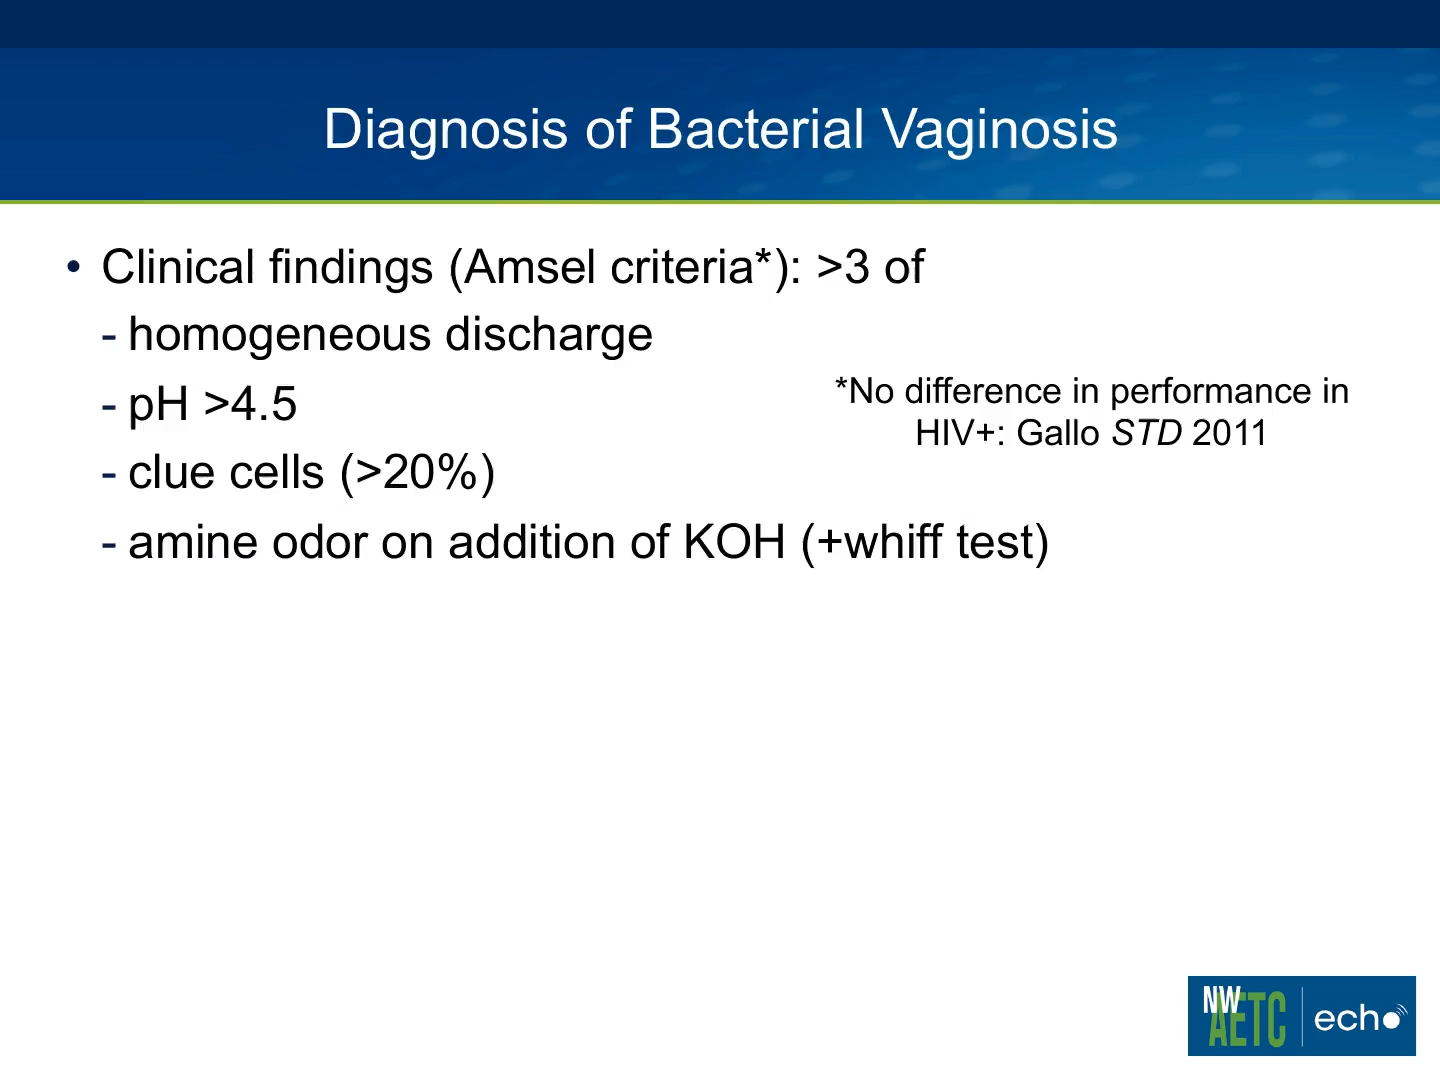 Diagnosis of Bacterial Vaginosis
• Clinical findings (Amsel criteria*): >3 of
- homogeneous discharge
- pH >4.5
- clue cells (>20%)
- amine odor on addition of KOH (+whiff test)
*No difference in performance in
HIV+: Gallo STD 2011
NW
AETC
echo